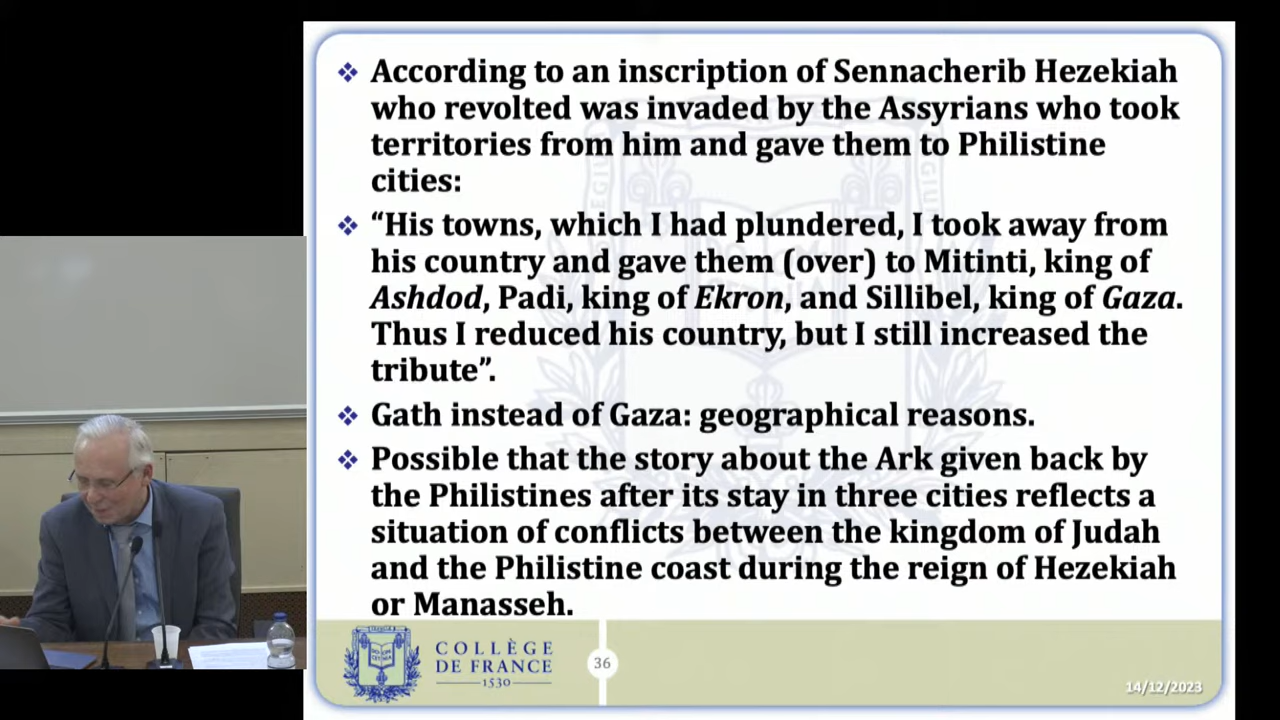 ❖ According to an inscription of Sennacherib Hezekiah
who revolted was invaded by the Assyrians who took
territories from him and gave them to Philistine
cities:
❖ “His towns, which I had plundered, I took away from
his country and gave them (over) to Mitinti, king of
Ashdod, Padi, king of Ekron, and Sillibel, king of Gaza.
Thus I reduced his country, but I still increased the
tribute”.
❖ Gath instead of Gaza: geographical reasons.
❖ Possible that the story about the Ark given back by
the Philistines after its stay in three cities reflects a
situation of conflicts between the kingdom of Judah
and the Philistine coast during the reign of Hezekiah
or Manasseh.
COLLÈGE
DE FRANCE
1530
36
14/12/2023